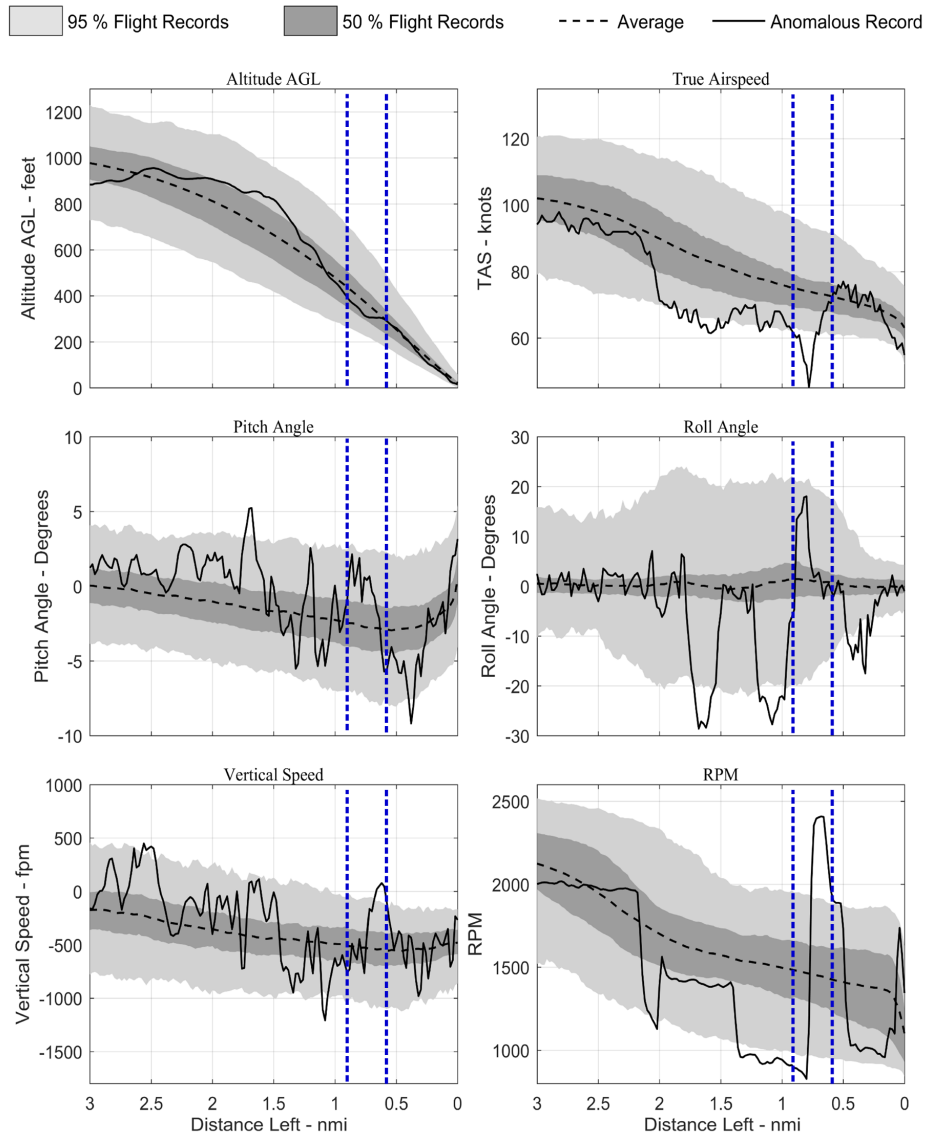 95 % Flight Records 50 % Flight Records Average Anomalous Record
Altitude AGL
1200
1000
800
600
400
200
0
Altitude AGL - feet
True Airspeed
120
100
80
60
TAS - knots
Pitch Angle
10
5
0
-5
-10
Pitch Angle - Degrees
Roll Angle
30
20
10
0
-10
-20
-30
Roll Angle - Degrees
Vertical Speed
1000
500
0
-500
-1000
-1500
Vertical Speed - fpm
3 2.5 2 1.5 1 0.5 0
Distance Left - nmi
RPM
2500
2000
1500
1000
RPM
3 2.5 2 1.5 1 0.5 0
Distance Left - nmi